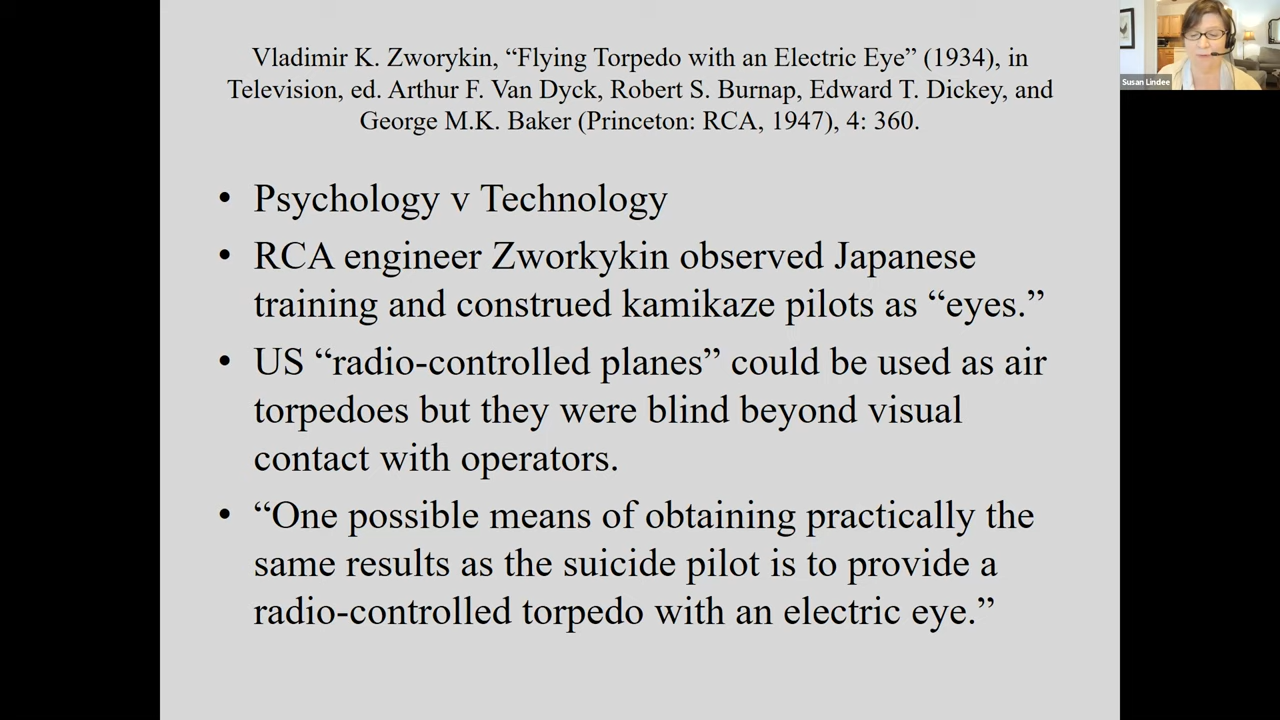 Vladimir K. Zworykin, “Flying Torpedo with an Electric Eye” (1934), in
Television, ed. Arthur F. Van Dyck, Robert S. Burnap, Edward T. Dickey, and
George M.K. Baker (Princeton: RCA, 1947), 4: 360.
• Psychology v Technology
• RCA engineer Zworkykin observed Japanese
training and construed kamikaze pilots as “eyes.”
• US “radio-controlled planes” could be used as air
torpedoes but they were blind beyond visual
contact with operators.
• “One possible means of obtaining practically the
same results as the suicide pilot is to provide a
radio-controlled torpedo with an electric eye.”
Susan Lindee